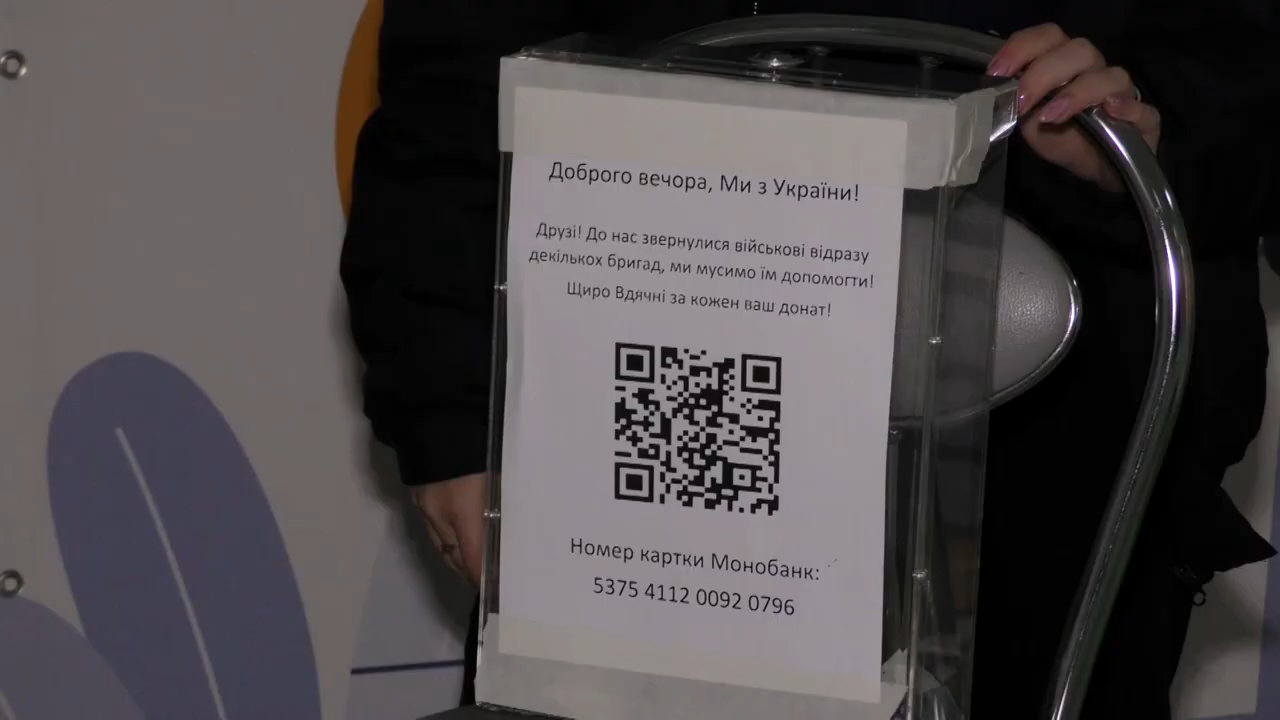 Доброго вечора, Ми з України!
Друзі! До нас звернулися військові відразу
декількох бригад, ми мусимо їм допомогти!
Щиро Вдячні за кожен ваш донат!
Номер картки Монобанк:
5375 4112 0092 0796